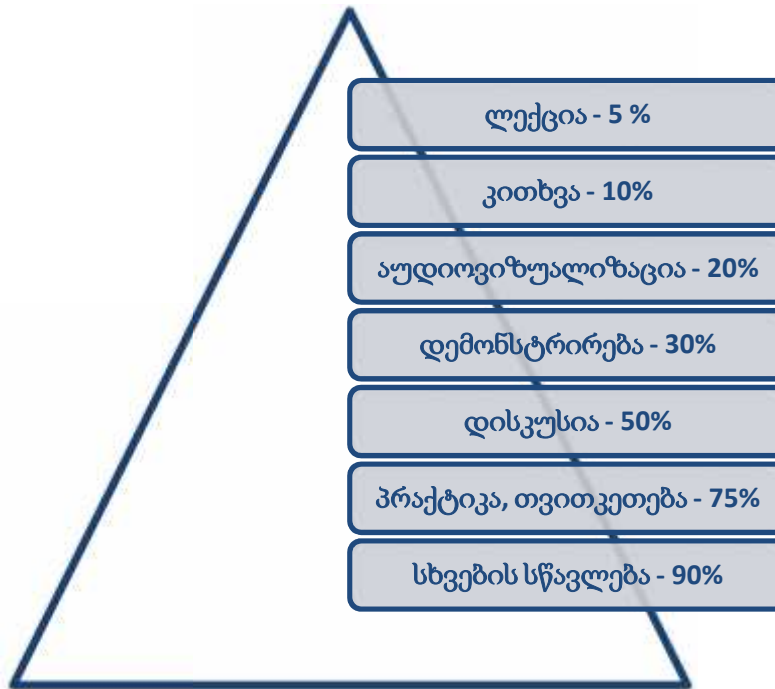 ლექცია - 5 %
კითხვა - 10%
აუდიოვიზუალიზაცია - 20%
დემონსტრირება - 30%
დისკუსია - 50%
პრაქტიკა, თვითკეთება - 75%
სხვების სწავლება - 90%